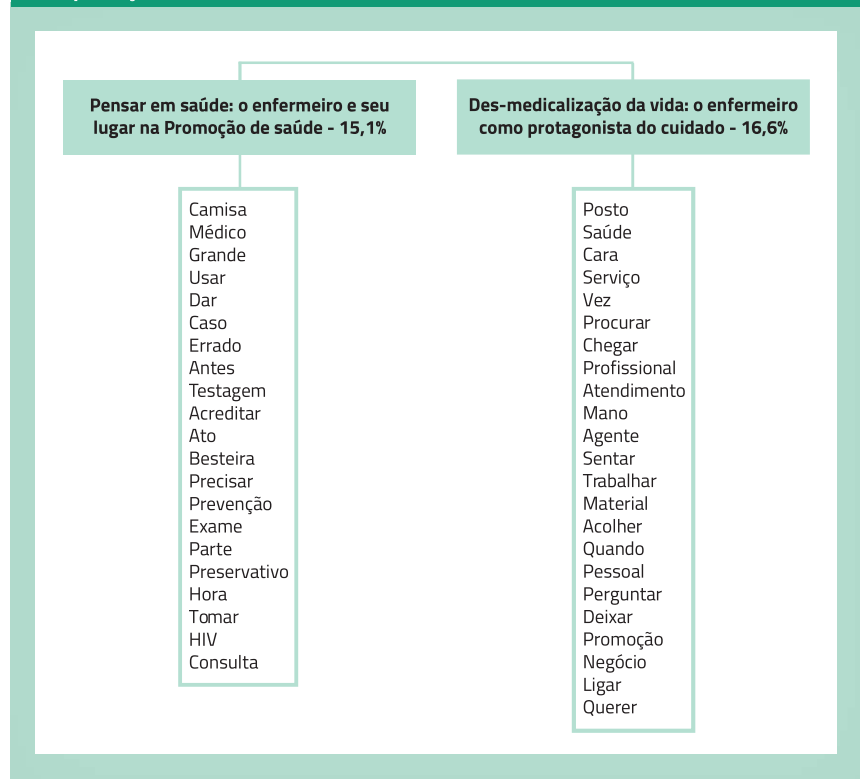 Pensar em saúde: o enfermeiro e seu
lugar na Promoção de saúde - 15,1%
Camisa
Médico
Grande
Usar
Dar
Caso
Errado
Antes
Testagem
Acreditar
Ato
Besteira
Precisar
Prevenção
Exame
Parte
Preservativo
Hora
Tomar
HIV
Consulta
Des-medicalização da vida: o enfermeiro
como protagonista do cuidado - 16,6%
Posto
Saúde
Cara
Serviço
Vez
Procurar
Chegar
Profissional
Atendimento
Mano
Agente
Sentar
Trabalhar
Material
Acolher
Quando
Pessoal
Perguntar
Deixar
Promoção
Negócio
Ligar
Querer